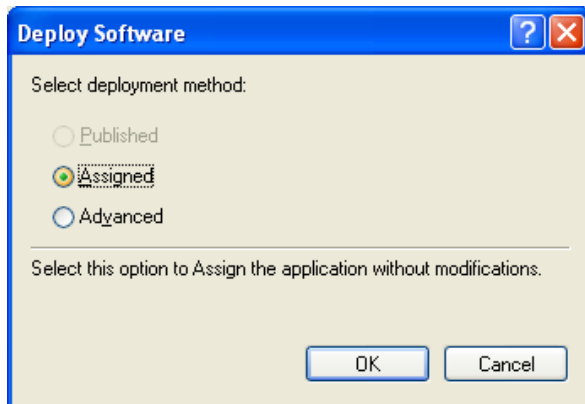 Deploy Software
Select deployment method:
Published
Assigned
Advanced
Select this option to Assign the application without modifications.
OK Cancel